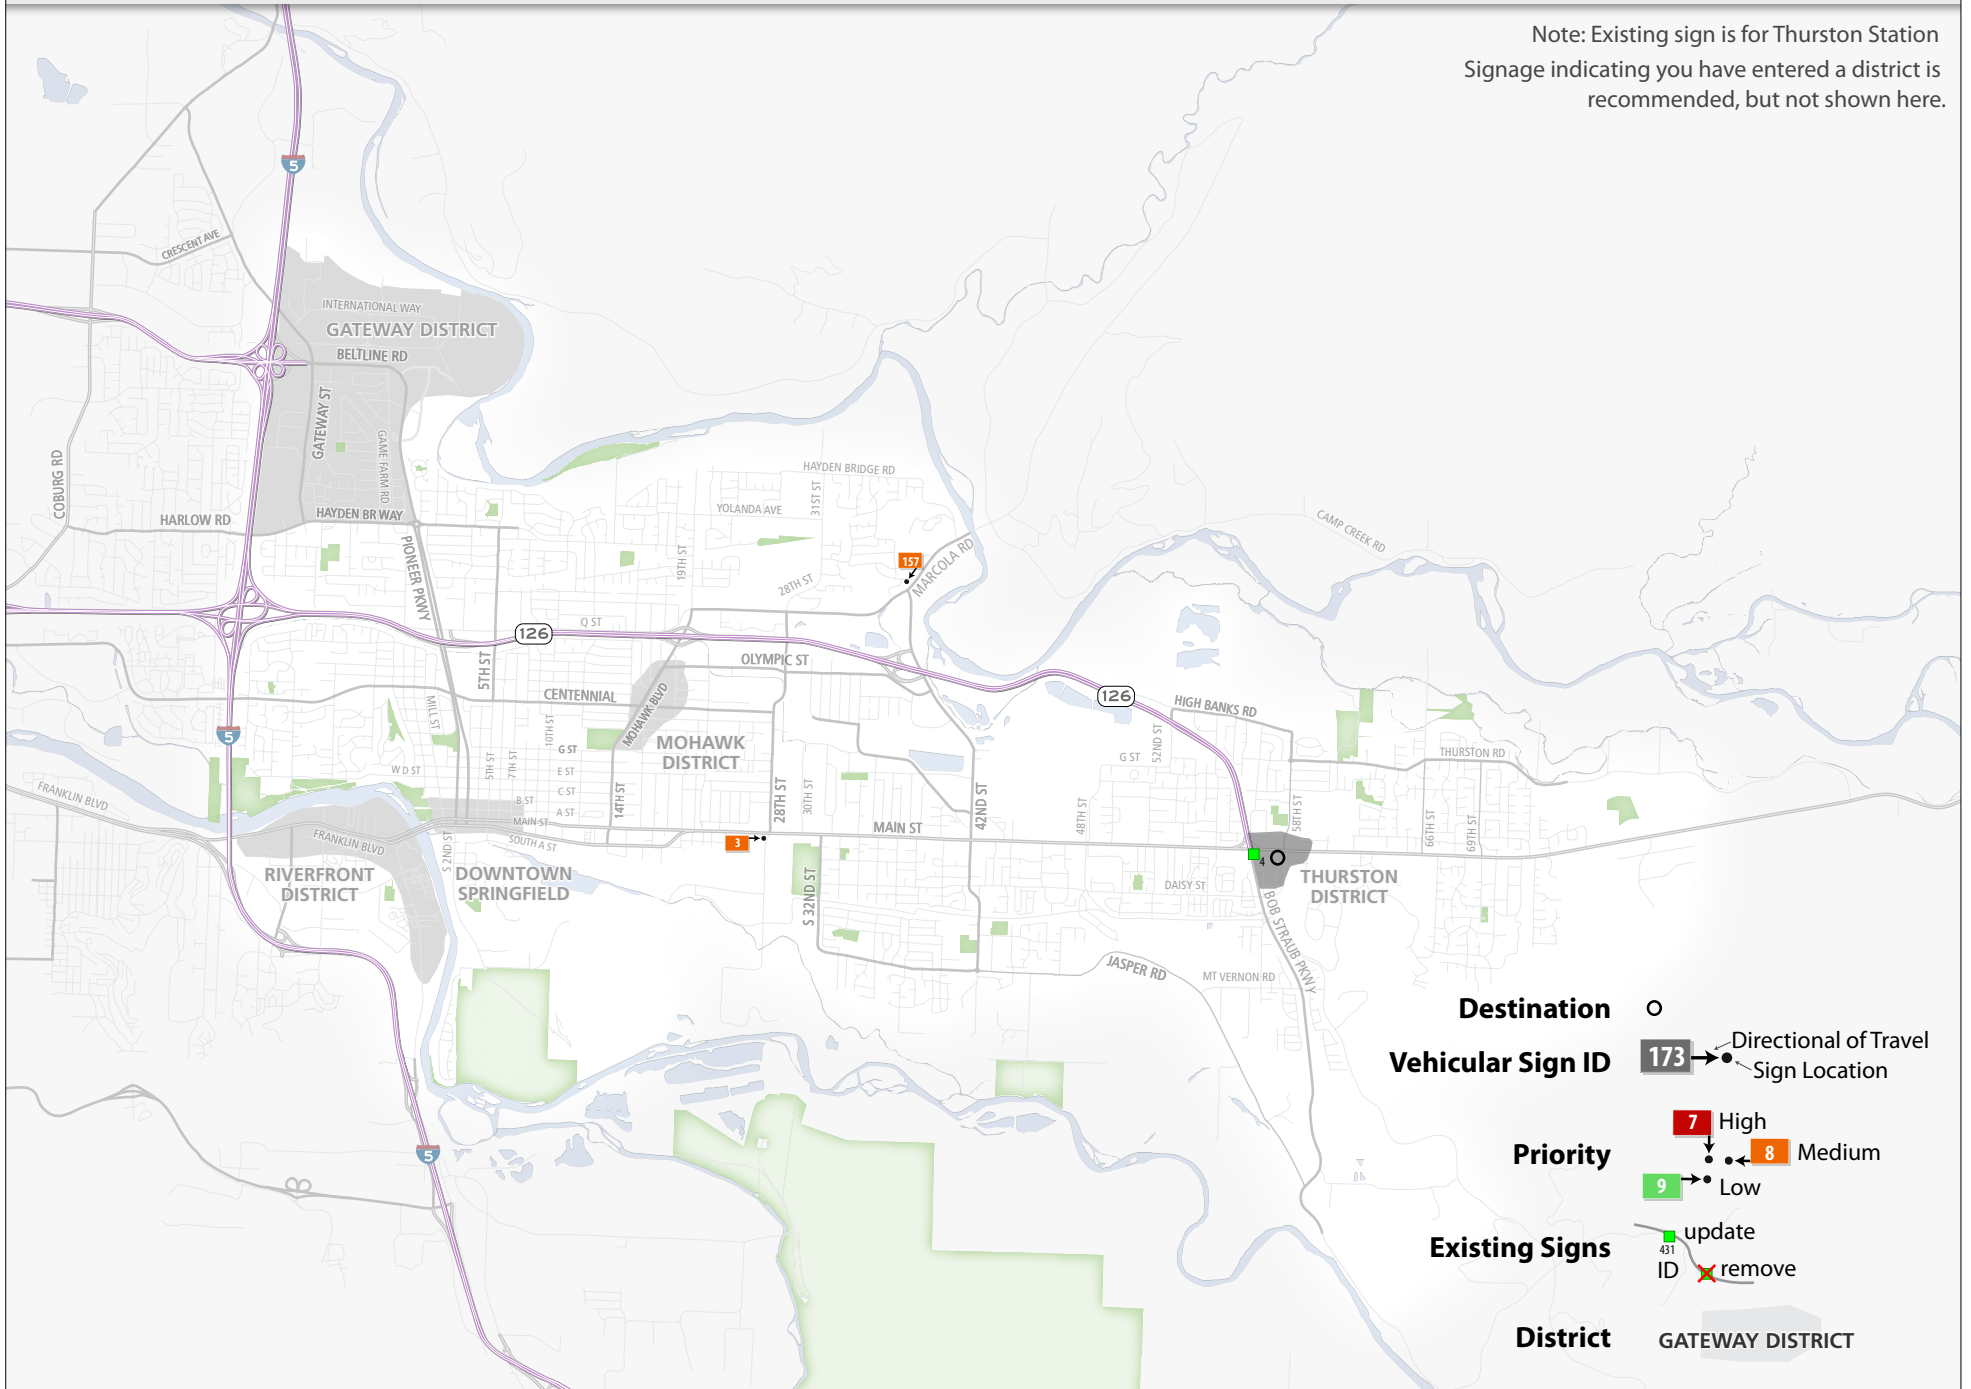 Note: Existing sign is for Thurston Station
Signage indicating you have entered a district is
recommended, but not shown here.
5
CRESCENT AVE
INTERNATIONAL WAY
GATEWAY DISTRICT
BELTLINE RD
GATEWAY ST
GAME FARM RD
COBURG RD
HARLOW RD
HAYDEN BR WAY
PIONEER PKWY
HAYDEN BRIDGE RD
31ST ST
YOLANDA AVE
19TH ST
28TH ST
157
MARCOLA RD
CAMP CREEK RD
126
Q ST
5TH ST
OLYMPIC ST
CENTENNIAL
MOHAWK BLVD
126
HIGH BANKS RD
5
MILL ST
10TH ST
G ST
MOHAWK
DISTRICT
52ND ST
G ST
THURSTON RD
W D ST
5TH ST
7TH ST
E ST
C ST
B ST
A ST
14TH ST
28TH ST
30TH ST
42ND ST
48TH ST
58TH ST
66TH ST
69TH ST
FRANKLIN BLVD
FRANKLIN BLVD
MAIN ST
SOUTH A ST
S 2ND ST
3
MAIN ST
4
RIVERFRONT
DISTRICT
DOWNTOWN
SPRINGFIELD
S 32ND ST
DAISY ST
THURSTON
DISTRICT
BOB STRAUB PKWY
JASPER RD
MT VERNON RD
5
Destination
Vehicular Sign ID
173
Directional of Travel
Sign Location
Priority
7
High
8
Medium
9
Low
Existing Signs
update
431
ID
remove
District
GATEWAY DISTRICT